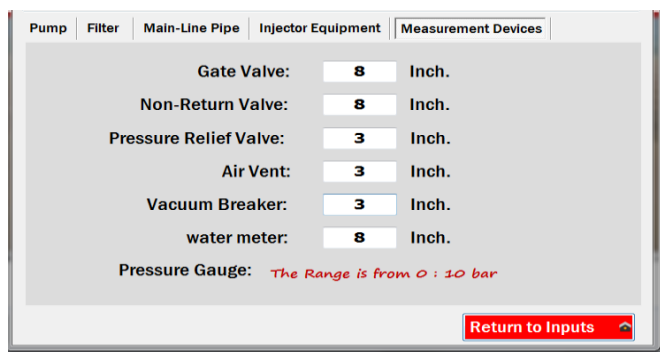 Pump Filter Main-Line Pipe Injector Equipment Measurement Devices
Gate Valve: 8 Inch.
Non-Return Valve: 8 Inch.
Pressure Relief Valve: 3 Inch.
Air Vent: 3 Inch.
Vacuum Breaker: 3 Inch.
water meter: 8 Inch.
Pressure Gauge: The Range is from 0 : 10 bar
Return to Inputs